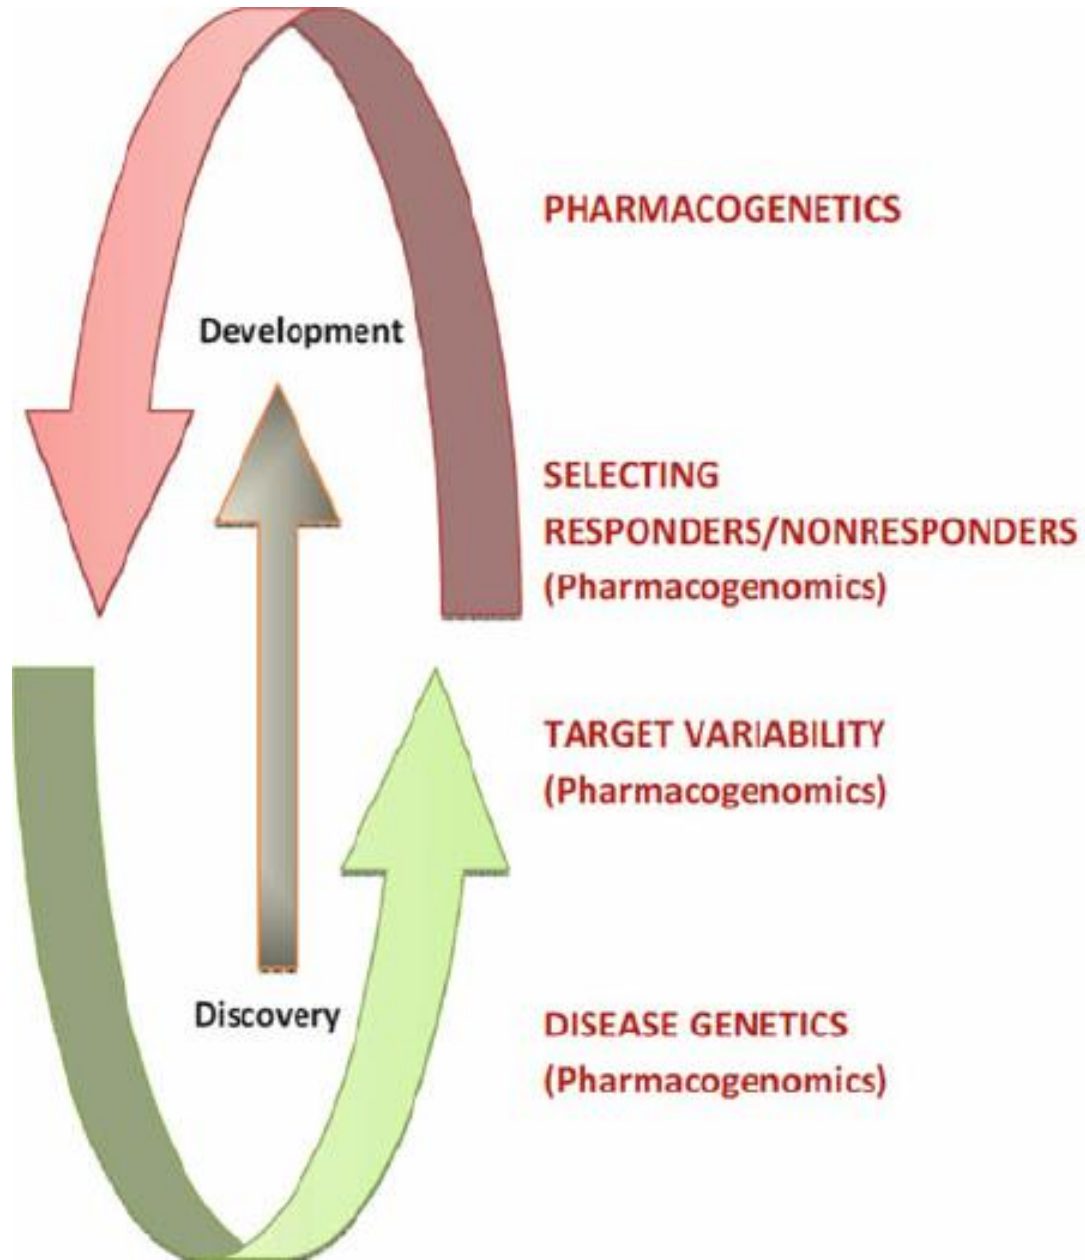 PHARMACOGENETICS
Development
SELECTING
RESPONDERS/NONRESPONDERS
(Pharmacogenomics)
TARGET VARIABILITY
(Pharmacogenomics)
Discovery
DISEASE GENETICS
(Pharmacogenomics)